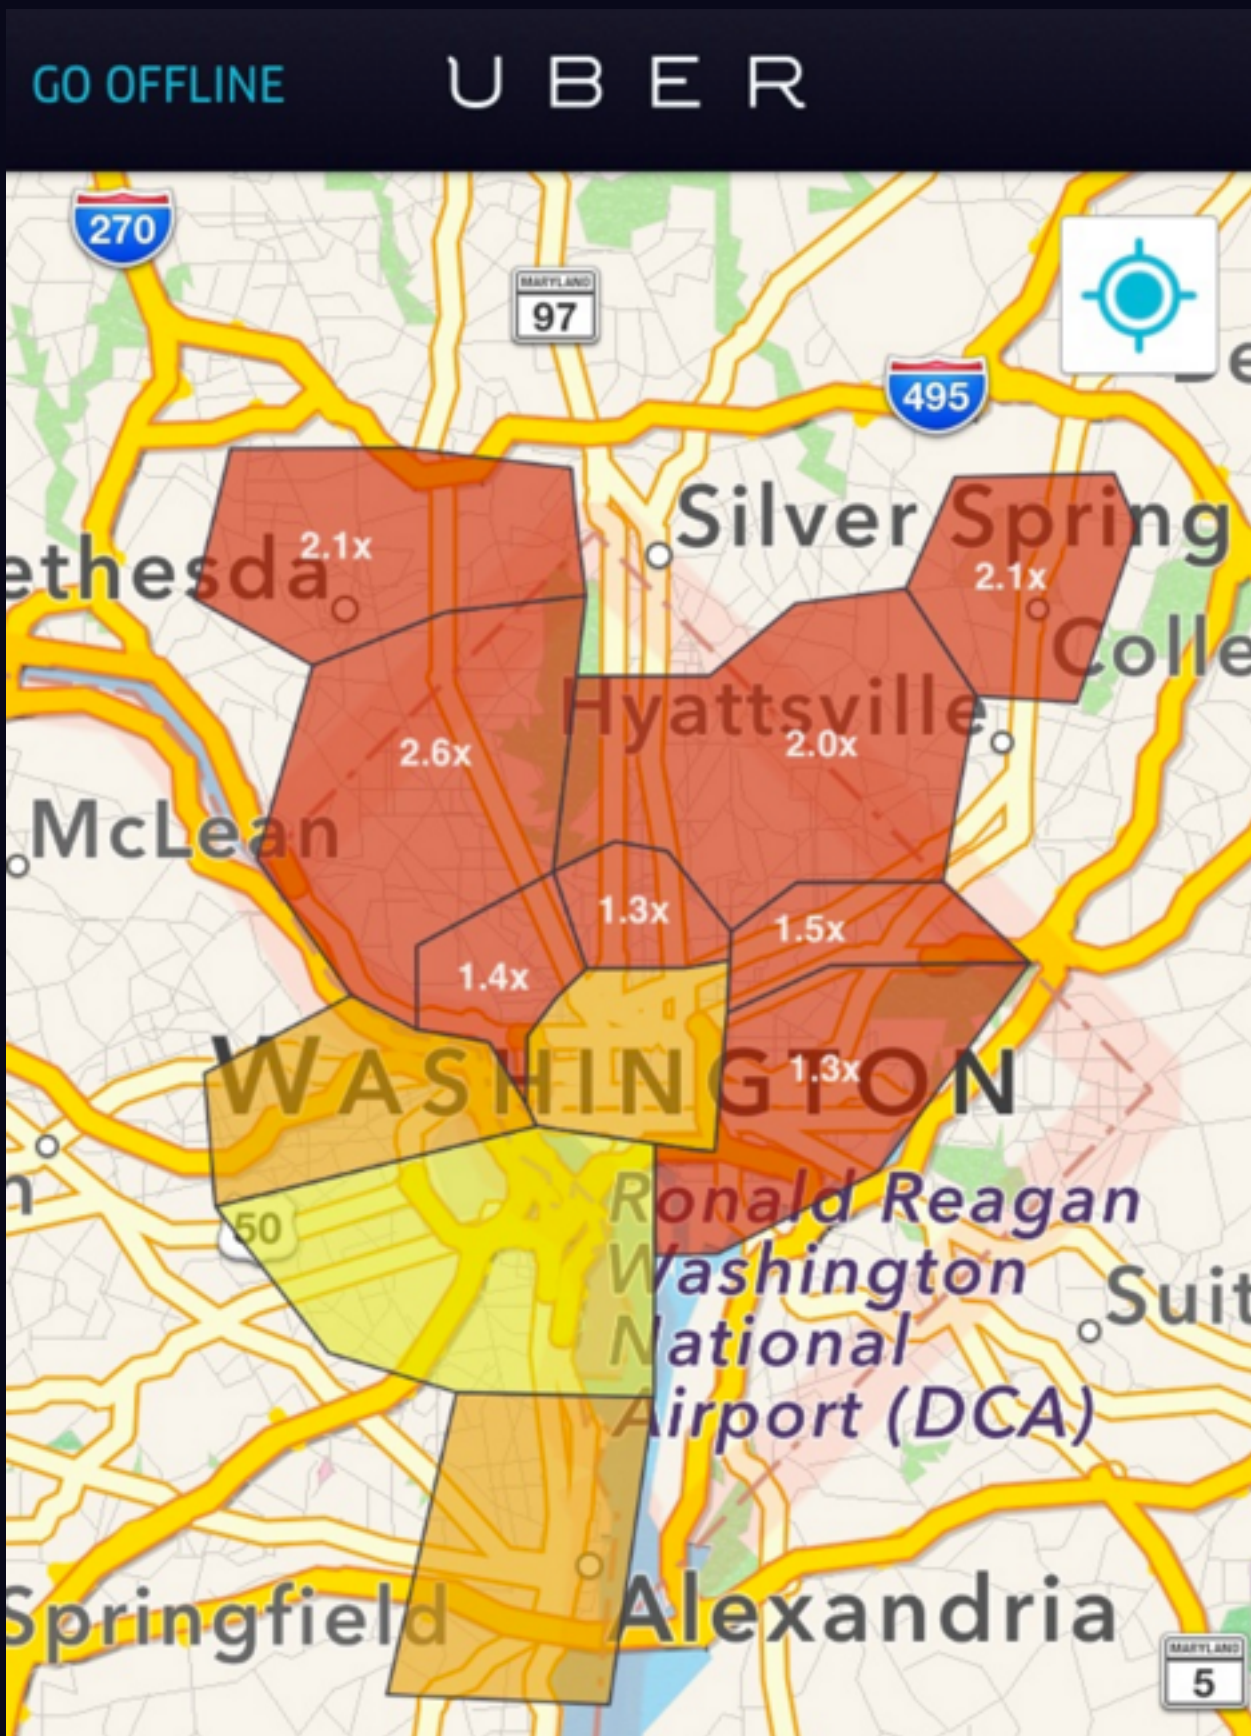 GO OFFLINE
UBER
270
MARYLAND
97
495
Silver Spring
2.1x
ethesda
2.1x
Colle
Hyattsville
2.6x
2.0x
McLean
1.3x
1.5x
1.4x
WASHINGTON
1.3x
n
50
Ronald Reagan
Washington
National
Airport (DCA)
Suit
Springfield
Alexandria
MARYLAND
5